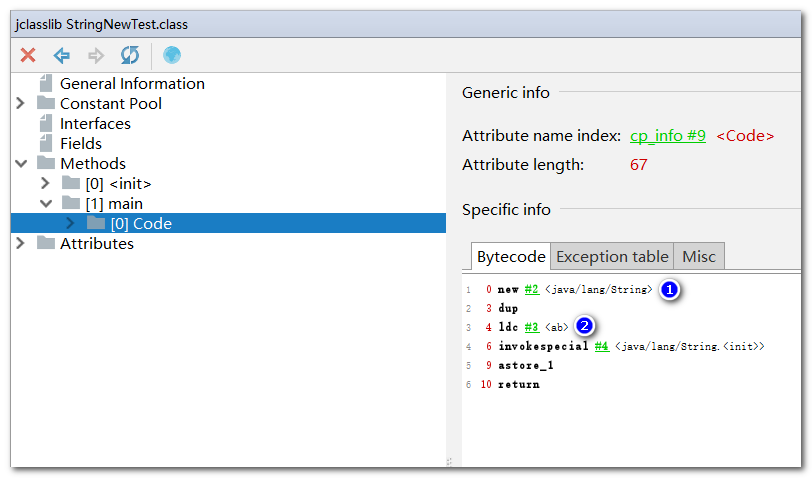 jclasslib StringNewTest.class
General Information
Constant Pool
Interfaces
Fields
Methods
[0] <init>
[1] main
[0] Code
Attributes
Generic info
Attribute name index: cp_info #9 <Code>
Attribute length: 67
Specific info
Bytecode Exception table Misc
1 0 new #2 <java/lang/String> 1
2 3 dup
3 4 ldc #3 <ab> 2
4 6 invokespecial #4 <java/lang/String.<init>>
5 9 astore_1
6 10 return